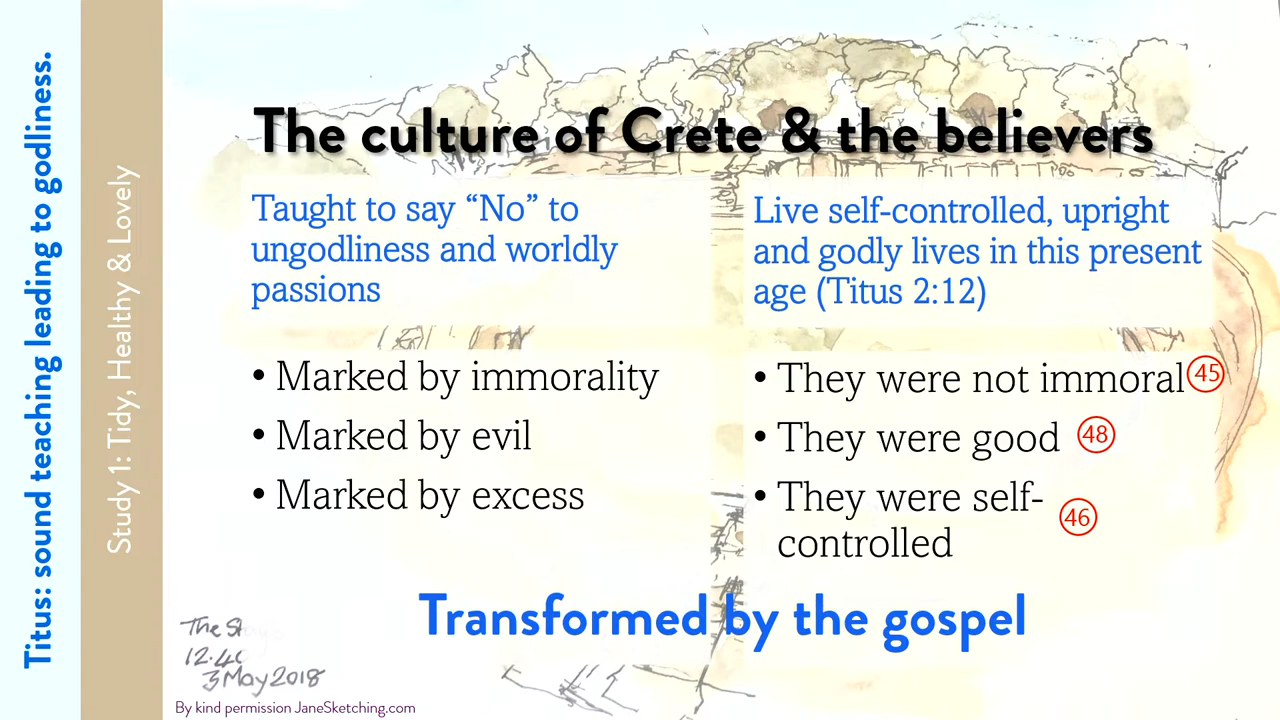 Titus: sound teaching leading to godliness.
Study 1: Tidy, Healthy & Lovely
The culture of Crete & the believers
Taught to say “No” to
ungodliness and worldly
passions
• Marked by immorality
• Marked by evil
• Marked by excess
Live self-controlled, upright
and godly lives in this present
age (Titus 2:12)
• They were not immoral 45
• They were good 48
• They were self-
controlled 46
Transformed by the gospel
The
3 May 2018
By kind permission JaneSketching.com